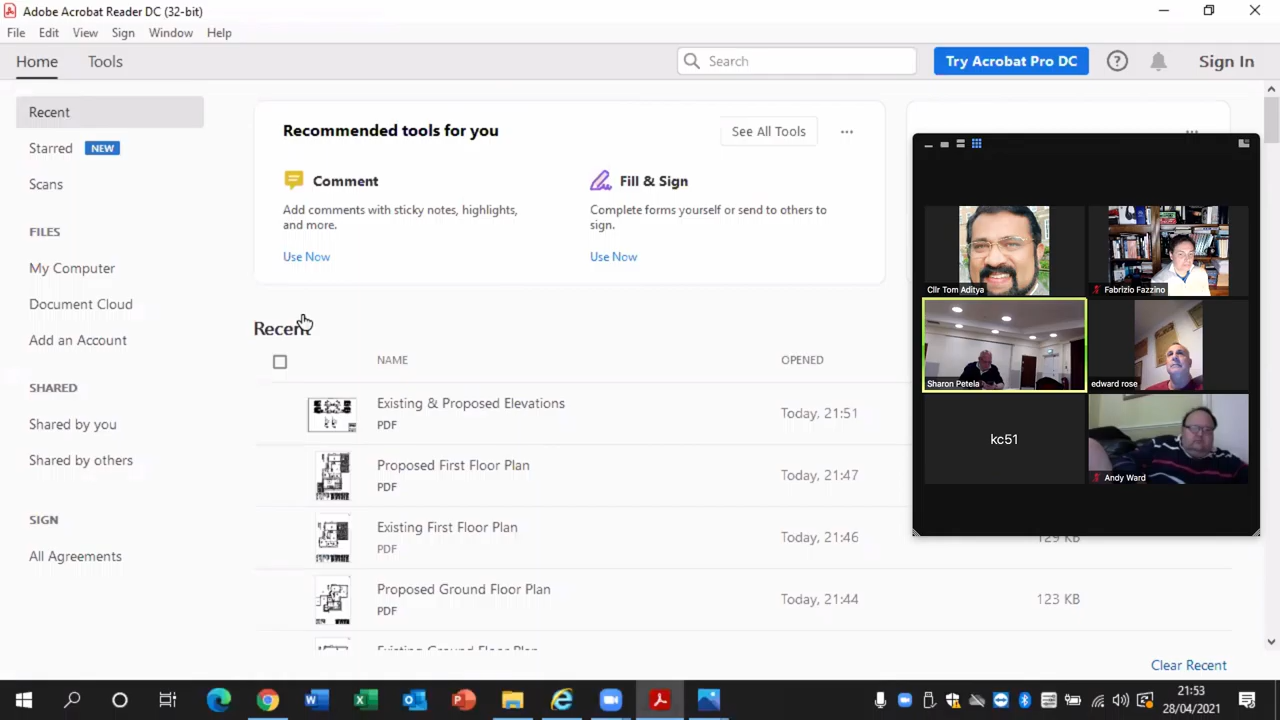 Adobe Acrobat Reader DC (32-bit)
File Edit View Sign Window Help
Home Tools Search Try Acrobat Pro DC Sign In
Recent
Starred NEW
Scans
FILES
My Computer
Document Cloud
Add an Account
SHARED
Shared by you
Shared by others
SIGN
All Agreements
Recommended tools for you
See All Tools
Comment
Add comments with sticky notes, highlights,
and more.
Use Now
Fill & Sign
Complete forms yourself or send to others to
sign.
Use Now
Recent
NAME OPENED
Existing & Proposed Elevations
PDF
Today, 21:51
Proposed First Floor Plan
PDF
Today, 21:47
Existing First Floor Plan
PDF
Today, 21:46 129 KB
Proposed Ground Floor Plan
PDF
Today, 21:44 123 KB
Existing Ground Floor Plan
Clear Recent
Cllr Tom Aditya
Fabrizio Fazzino
Sharon Petela
edward rose
kc51
Andy Ward
21:53
28/04/2021